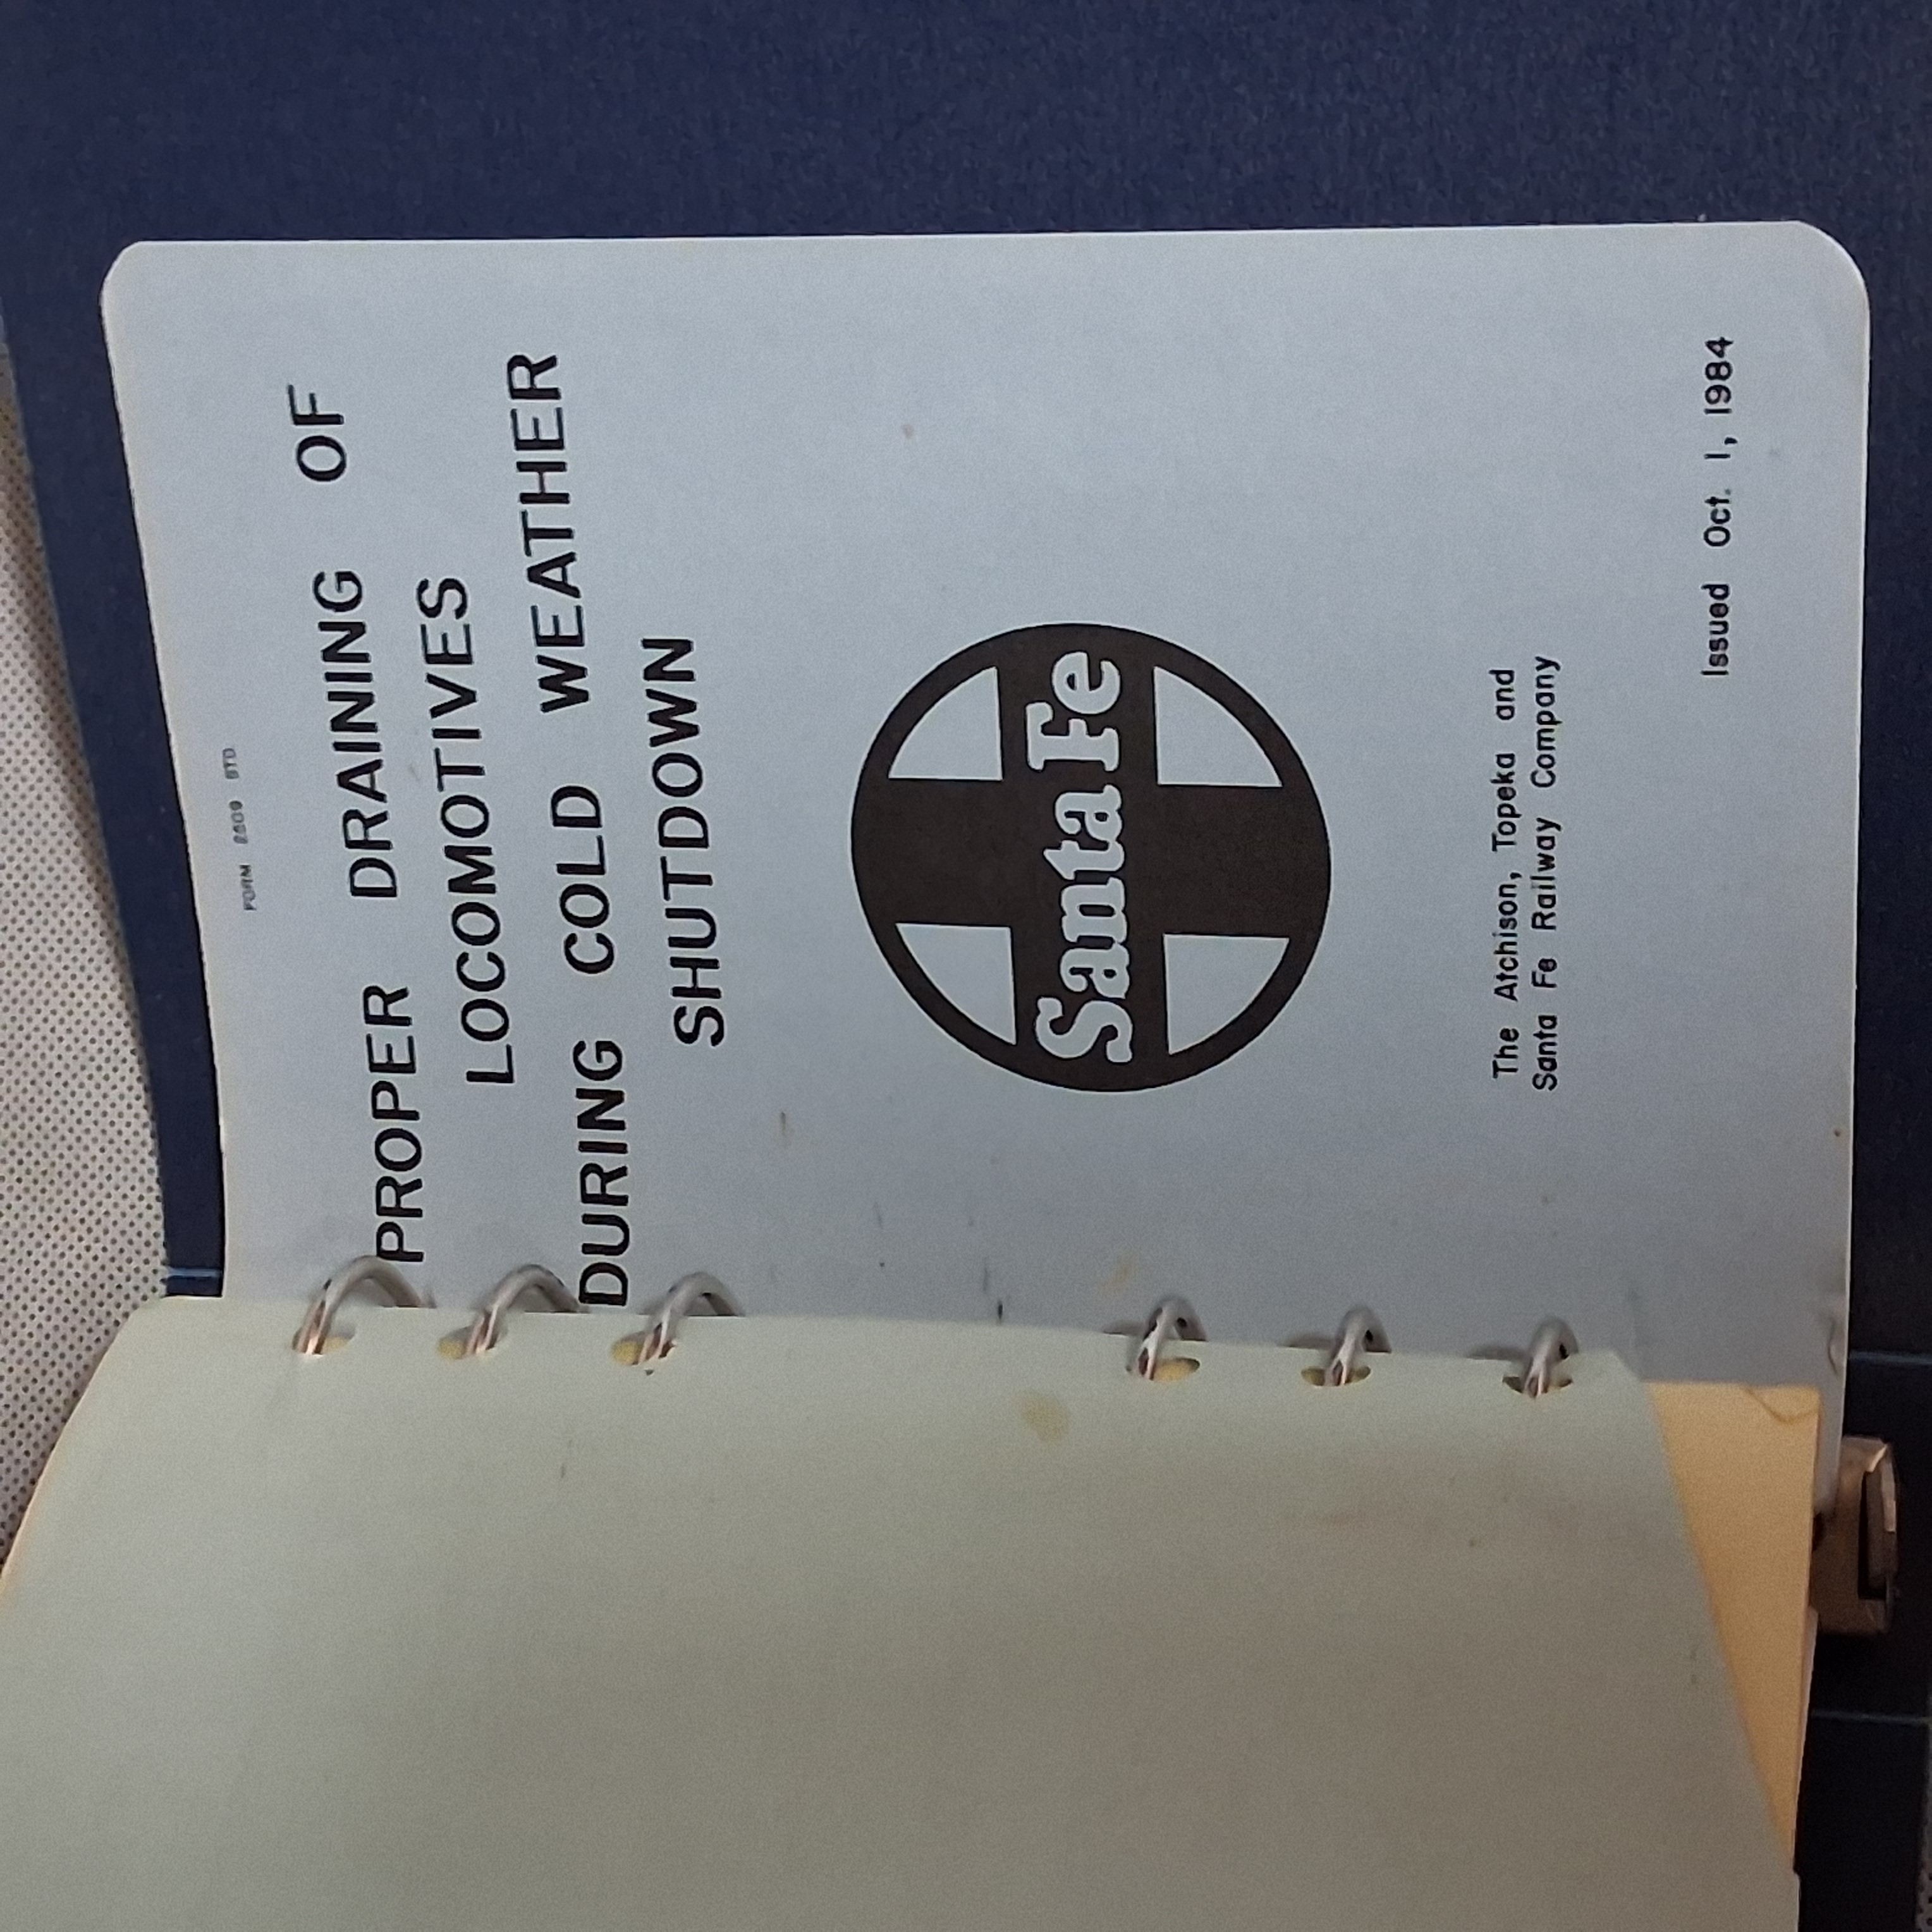 FORM 2609 STD
PROPER DRAINING OF
LOCOMOTIVES
DURING COLD WEATHER
SHUTDOWN
Santa Fe
The Atchison, Topeka and
Santa Fe Railway Company
Issued Oct. 1, 1984